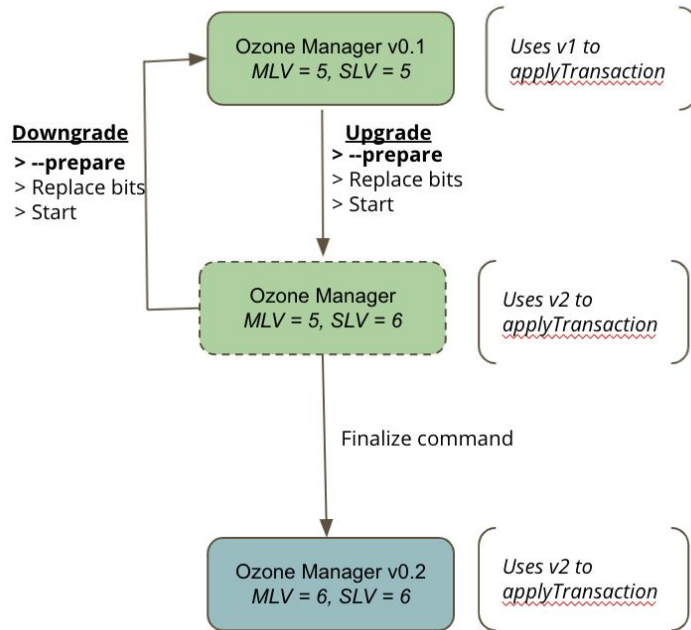 Ozone Manager v0.1
MLV = 5, SLV = 5
Uses v1 to
applyTransaction
Downgrade
> --prepare
> Replace bits
> Start
Upgrade
> --prepare
> Replace bits
> Start
Ozone Manager
MLV = 5, SLV = 6
Uses v2 to
applyTransaction
Finalize command
Ozone Manager v0.2
MLV = 6, SLV = 6
Uses v2 to
applyTransaction